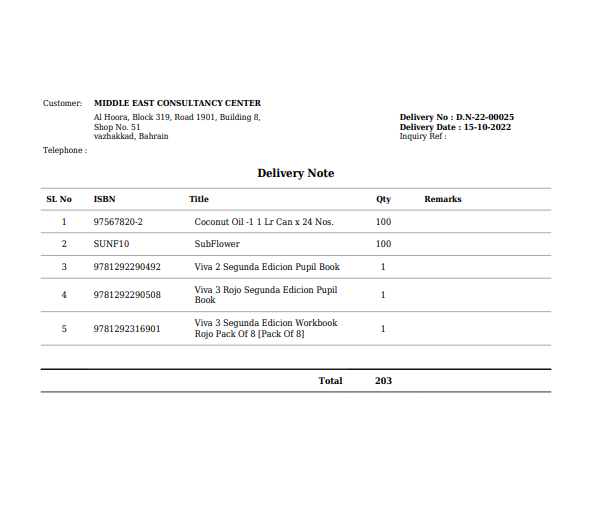 Customer: MIDDLE EAST CONSULTANCY CENTER
Al Hoora, Block 319, Road 1901, Building 8,
Shop No. 51
vazhakkad, Bahrain
Delivery No : D.N-22-00025
Delivery Date : 15-10-2022
Inquiry Ref :
Telephone :
Delivery Note
SL No ISBN Title Qty Remarks
1 97567820-2 Coconut Oil -1 1 Lr Can x 24 Nos. 100
2 SUNF10 SubFlower 100
3 9781292290492 Viva 2 Segunda Edicion Pupil Book 1
4 9781292290508 Viva 3 Rojo Segunda Edicion Pupil
Book 1
5 9781292316901 Viva 3 Segunda Edicion Workbook
Rojo Pack Of 8 [Pack Of 8] 1
Total 203